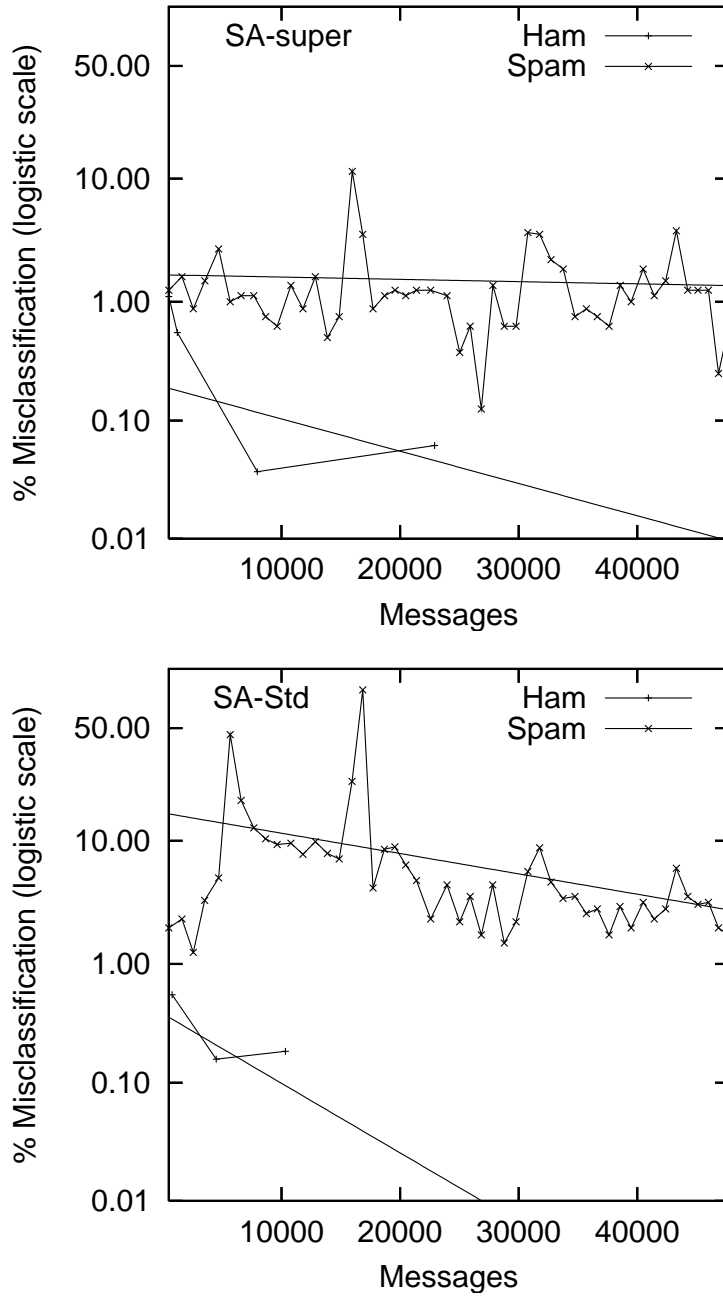 SA-super
Ham
Spam
% Misclassification (logistic scale)
50.00
10.00
1.00
0.10
0.01
10000 20000 30000 40000
Messages
SA-Std
Ham
Spam
% Misclassification (logistic scale)
50.00
10.00
1.00
0.10
0.01
10000 20000 30000 40000
Messages